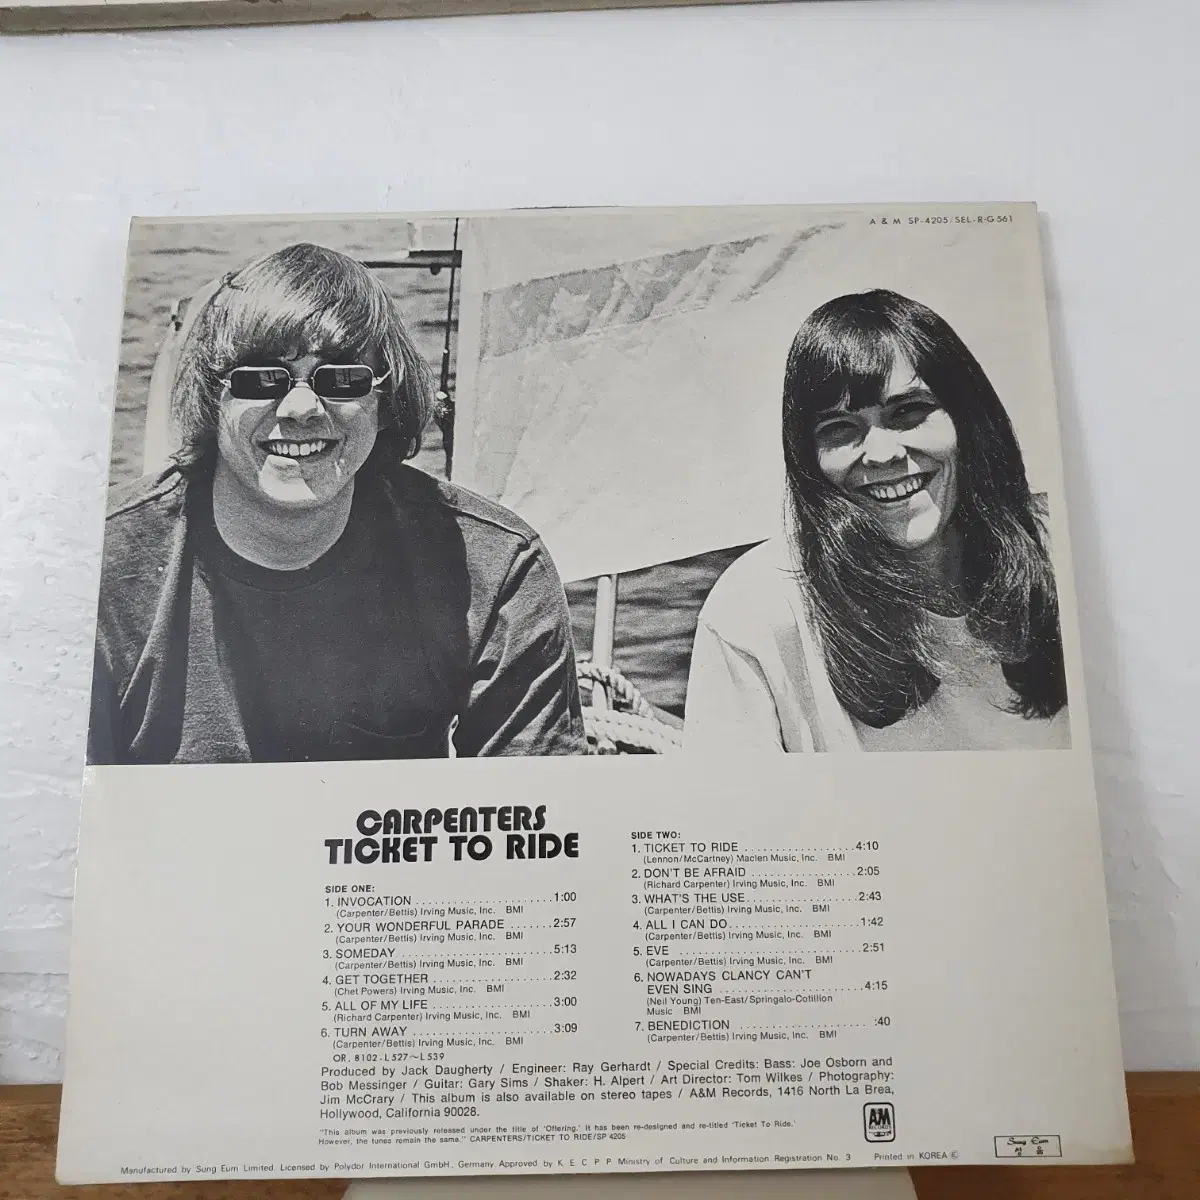 A & M SP-4205/SEL-R-G561
CARPENTERS
TICKET TO RIDE
SIDE ONE:
1. INVOCATION ......................1:00
(Carpenter/Bettis) Irving Music, Inc. BMI
2. YOUR WONDERFUL PARADE .......2:57
(Carpenter/Bettis) Irving Music, Inc. BMI
3. SOMEDAY ........................5:13
(Carpenter/Bettis) Irving Music, Inc. BMI
4. GET TOGETHER ...................2:32
(Chet Powers) Irving Music, Inc. BMI
5. ALL OF MY LIFE ...................3:00
(Richard Carpenter) Irving Music, Inc. BMI
6. TURN AWAY ......................3:09
(Carpenter/Bettis) Irving Music, Inc. BMI
OR. 8102-L527~L539
SIDE TWO:
1. TICKET TO RIDE .................4:10
(Lennon/McCartney) Maclen Music, Inc. BMI
2. DON'T BE AFRAID ................2:05
(Richard Carpenter) Irving Music, Inc. BMI
3. WHAT'S THE USE.................2:43
(Carpenter/Bettis) Irving Music, Inc. BMI
4. ALL I CAN DO....................1:42
(Carpenter/Bettis) Irving Music, Inc. BMI
5. EVE ............................2:51
(Carpenter/Bettis) Irving Music, Inc. BMI
6. NOWADAYS CLANCY CAN'T
EVEN SING ......................4:15
(Neil Young) Ten-East/Springalo-Cotillion
Music BMI
7. BENEDICTION ................... :40
(Carpenter/Bettis) Irving Music, Inc. BMI
Produced by Jack Daugherty / Engineer: Ray Gerhardt / Special Credits: Bass: Joe Osborn and
Bob Messinger / Guitar: Gary Sims / Shaker: H. Alpert / Art Director: Tom Wilkes / Photography:
Jim McCrary / This album is also available on stereo tapes / A&M Records, 1416 North La Brea,
Hollywood, California 90028.
"This album was previously released under the title of 'Offering.' It has been re-designed and re-titled 'Ticket To Ride.'
However, the tunes remain the same." CARPENTERS/TICKET TO RIDE/SP 4205
A&M
RECORDS
Sung Eum
Manufactured by Sung Eum Limited. Licensed by Polydor International GmbH., Germany Approved by K. E. C. P. P. Ministry of Culture and Information Registration No. 3 Printed in KOREA ©